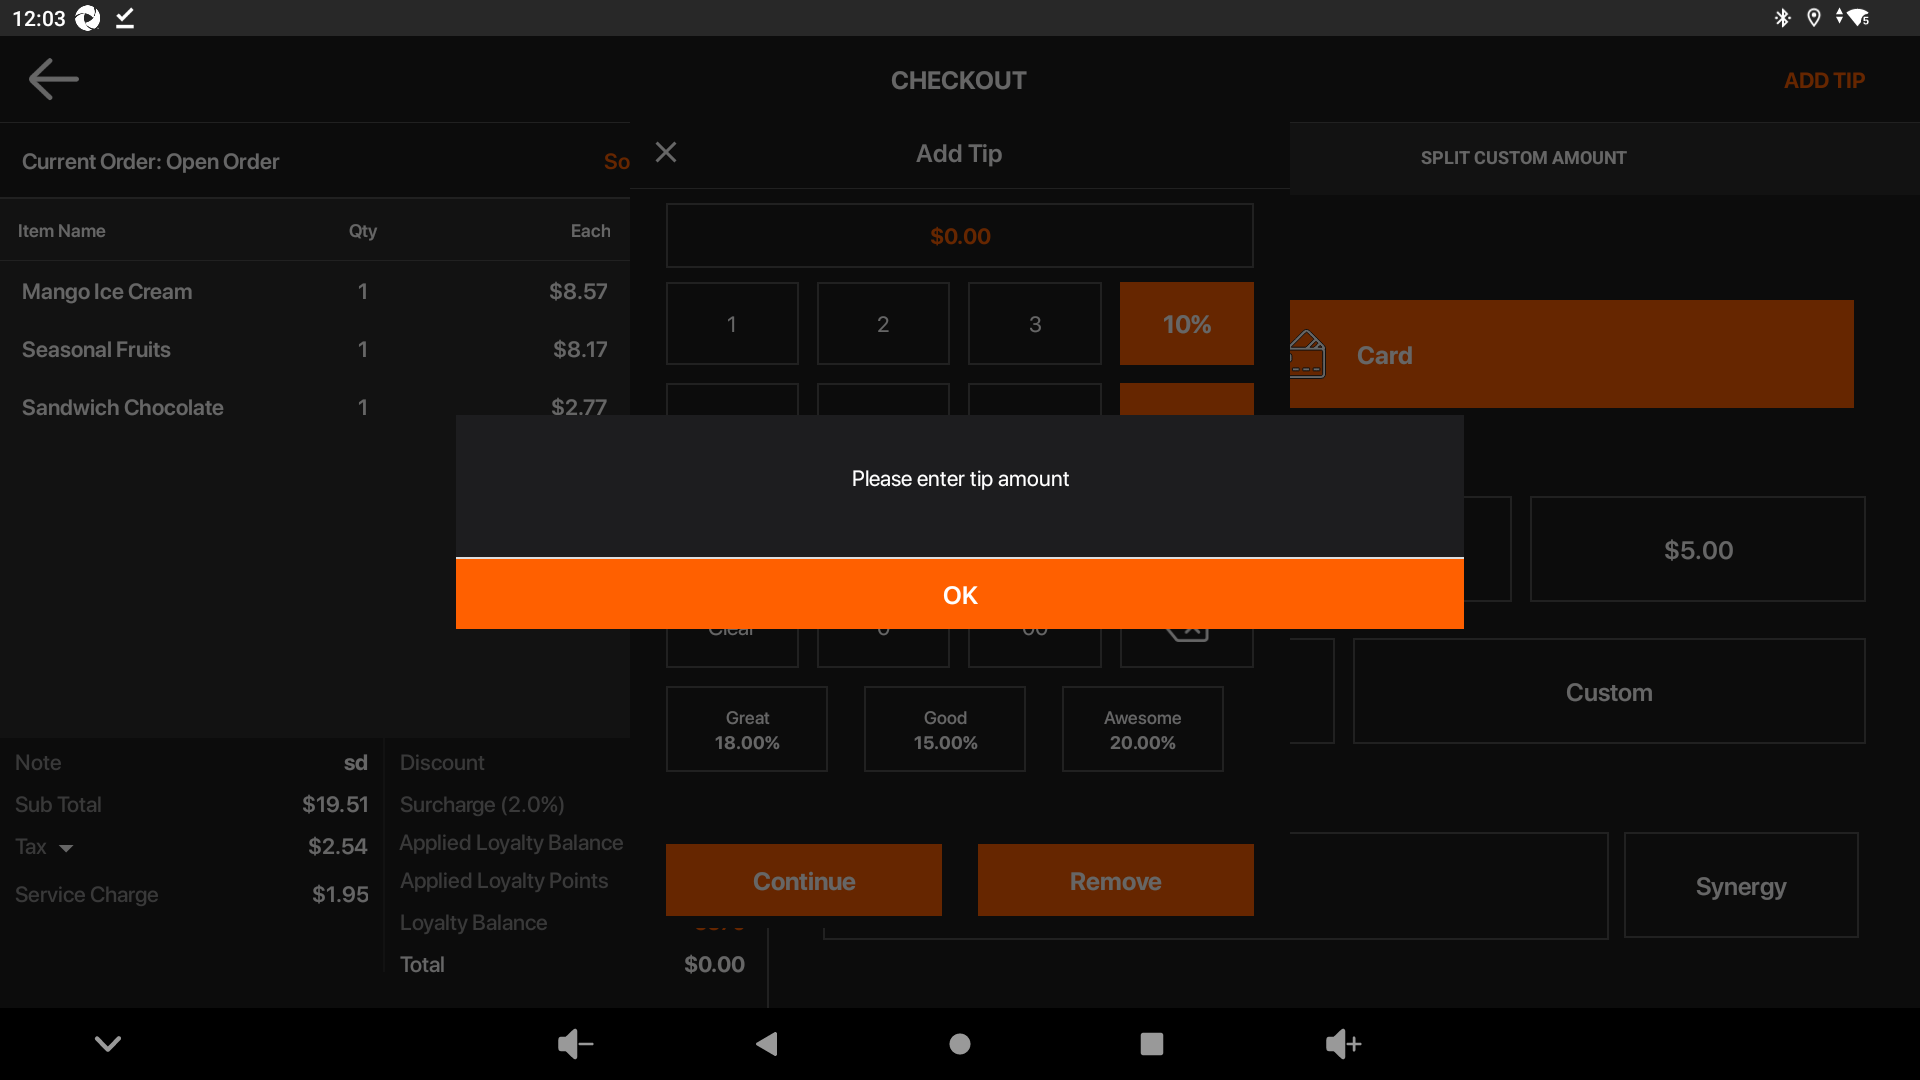 12:03
5
CHECKOUT
ADD TIP
Current Order: Open Order
So
Add Tip
SPLIT CUSTOM AMOUNT
Item Name Qty Each
$0.00
Mango Ice Cream 1 $8.57
1 2 3 10%
Seasonal Fruits 1 $8.17
Card
Sandwich Chocolate 1 $2.77
Please enter tip amount
$5.00
OK
Clear 0 00
Custom
Great
18.00%
Good
15.00%
Awesome
20.00%
Note sd
Discount
Sub Total $19.51
Surcharge (2.0%)
Tax $2.54
Applied Loyalty Balance
Applied Loyalty Points
Service Charge $1.95
Continue
Remove
Synergy
Loyalty Balance
Total $0.00